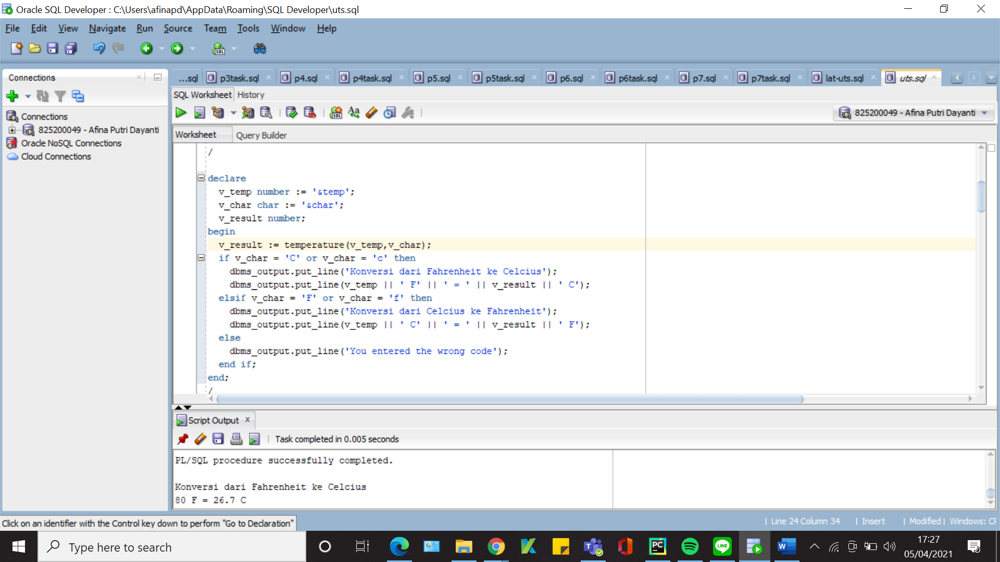 Oracle SQL Developer : C:\Users\afinapd\AppData\Roaming\SQL Developer\uts.sql
File Edit View Navigate Run Source Team Tools Window Help
Connections
...sql p3task.sql p4.sql p4task.sql p5.sql p5task.sql p6.sql p6task.sql p7.sql p7task.sql lat-uts.sql uts.sql
SQL Worksheet History
825200049 - Afina Putri Dayanti
Connections
825200049 - Afina Putri Dayanti
Oracle NoSQL Connections
Cloud Connections
Worksheet Query Builder
/
declare
v_temp number := '&temp';
v_char char := '&char';
v_result number;
begin
v_result := temperature(v_temp,v_char);
if v_char = 'C' or v_char = 'c' then
dbms_output.put_line('Konversi dari Fahrenheit ke Celcius');
dbms_output.put_line(v_temp || ' F' || ' = ' || v_result || ' C');
elsif v_char = 'F' or v_char = 'f' then
dbms_output.put_line('Konversi dari Celcius ke Fahrenheit');
dbms_output.put_line(v_temp || ' C' || ' = ' || v_result || ' F');
else
dbms_output.put_line('You entered the wrong code');
end if;
end;
/
Script Output
Task completed in 0.005 seconds
PL/SQL procedure successfully completed.
Konversi dari Fahrenheit ke Celcius
80 F = 26.7 C
Click on an identifier with the Control key down to perform "Go to Declaration"
| Line 24 Column 34 | Insert | Modified | Windows: CF
Type here to search
17:27
05/04/2021